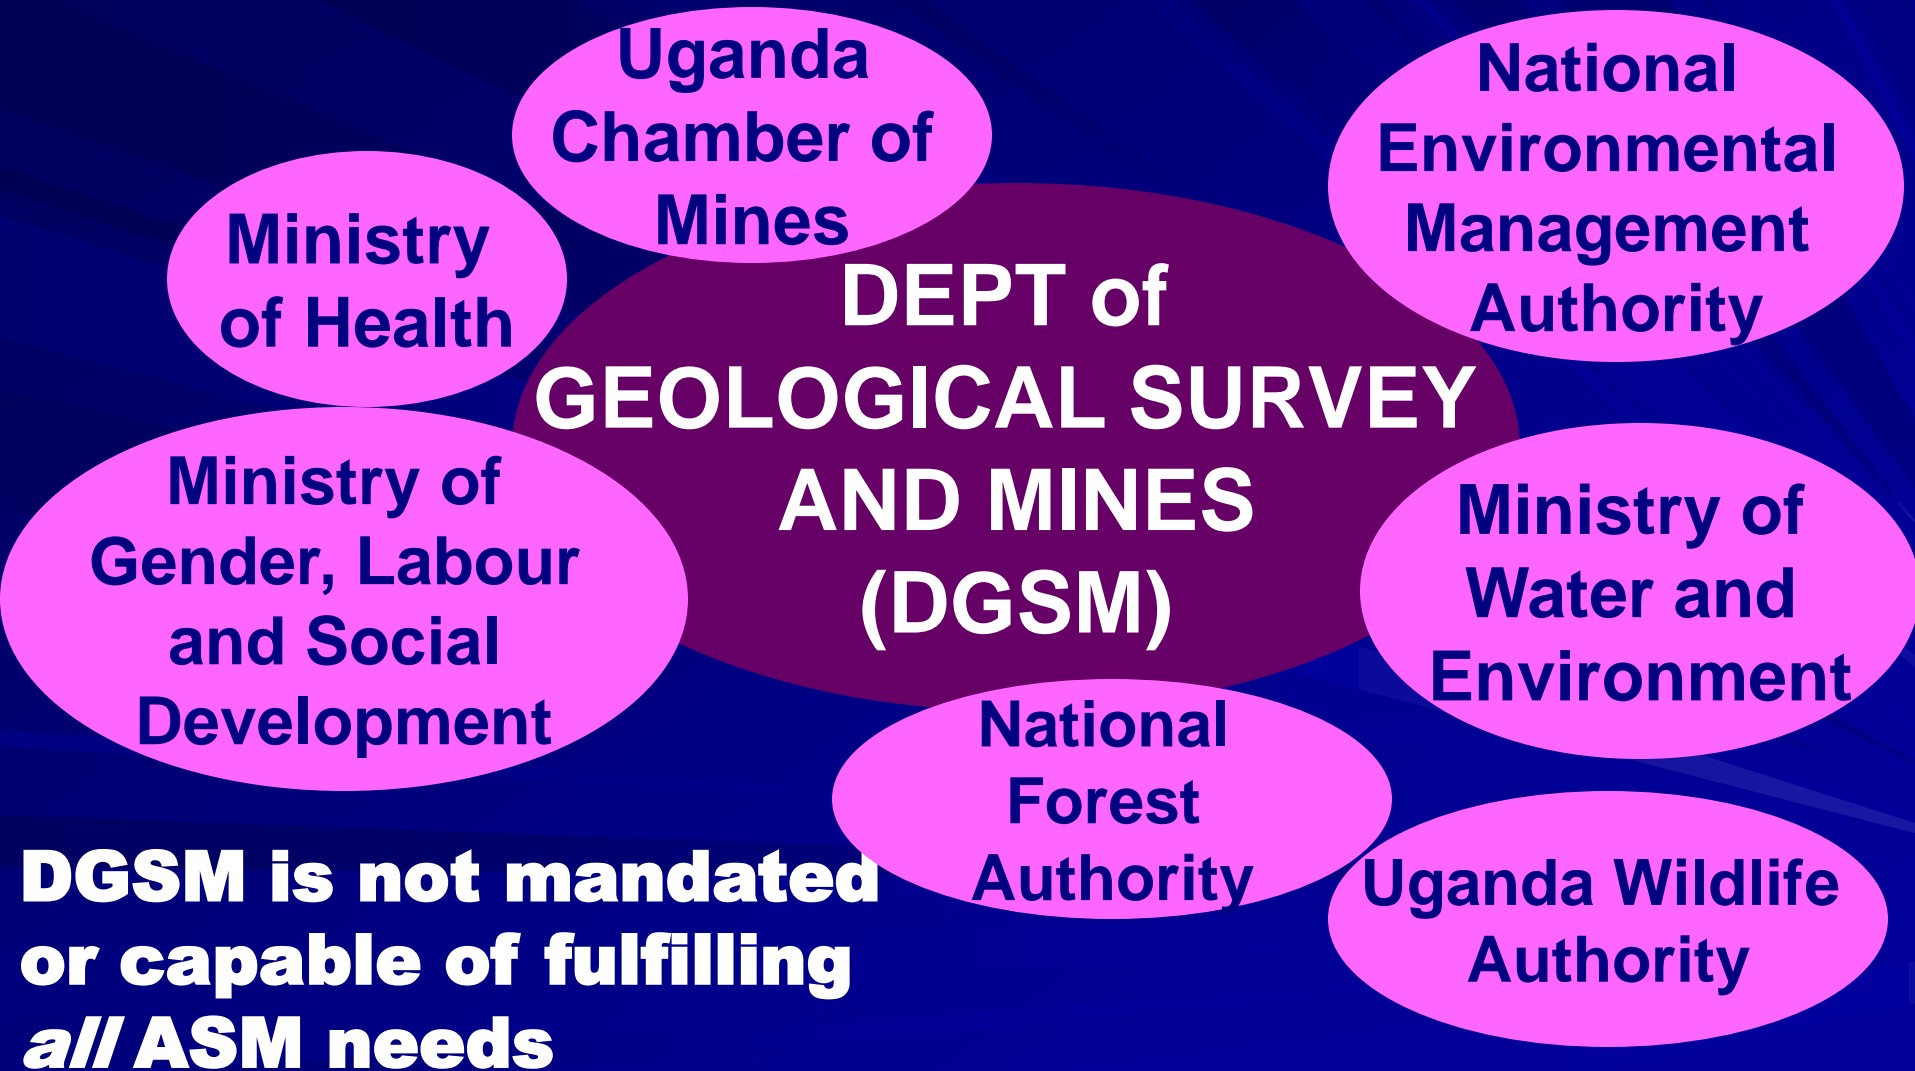 Uganda
Chamber of
Mines
National
Environmental
Management
Authority
Ministry
of Health
DEPT of
GEOLOGICAL SURVEY
AND MINES
(DGSM)
Ministry of
Gender, Labour
and Social
Development
Ministry of
Water and
Environment
National
Forest
Authority
Uganda Wildlife
Authority
DGSM is not mandated
or capable of fulfilling
all ASM needs